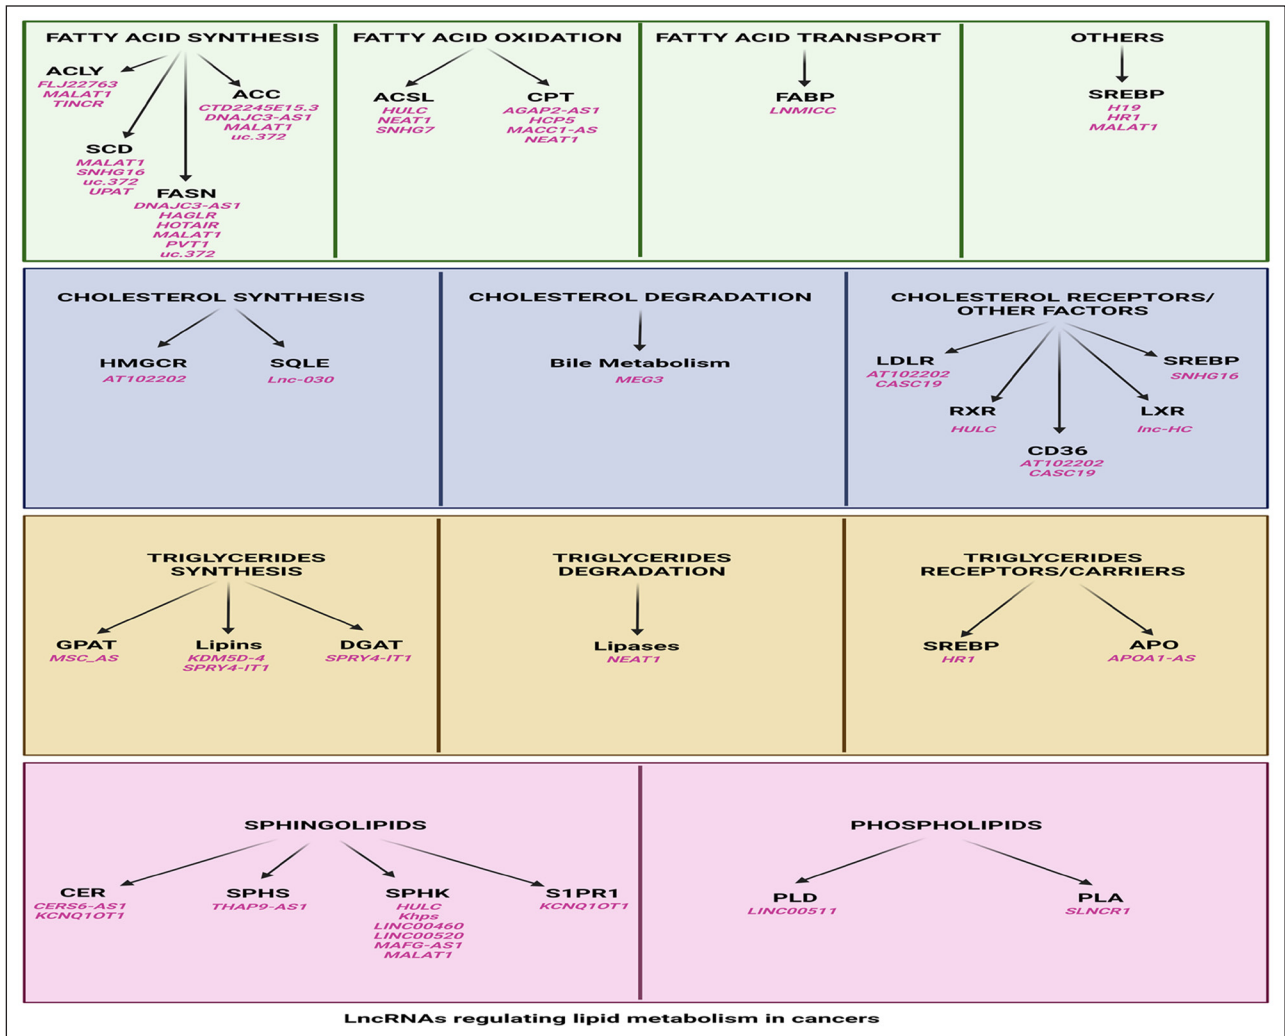 FATTY ACID SYNTHESIS
ACLY
FLJ22763
MALAT1
TINCR
SCD
MALAT1
SNHG16
uc.372
UPAT
FASN
DNAJC3-AS1
HAGLR
HOTAIR
MALAT1
PVT1
uc.372
ACC
CTD2245E15.3
DNAJC3-AS1
MALAT1
uc.372
FATTY ACID OXIDATION
ACSL
HULC
NEAT1
SNHG7
CPT
AGAP2-AS1
HCP5
MACC1-AS
NEAT1
FATTY ACID TRANSPORT
FABP
LNMICC
OTHERS
SREBP
H19
HR1
MALAT1
CHOLESTEROL SYNTHESIS
HMGCR
AT102202
SQLE
Lnc-030
CHOLESTEROL DEGRADATION
Bile Metabolism
MEG3
CHOLESTEROL RECEPTORS/
OTHER FACTORS
LDLR
AT102202
CASC19
RXR
HULC
CD36
AT102202
CASC19
LXR
lnc-HC
SREBP
SNHG16
TRIGLYCERIDES
SYNTHESIS
GPAT
MSC_AS
Lipins
KDM5D-4
SPRY4-IT1
DGAT
SPRY4-IT1
TRIGLYCERIDES
DEGRADATION
Lipases
NEAT1
TRIGLYCERIDES
RECEPTORS/CARRIERS
SREBP
HR1
APO
APOA1-AS
SPHINGOLIPIDS
CER
CERS6-AS1
KCNQ1OT1
SPHS
THAP9-AS1
SPHK
HULC
Khps
LINC00460
LINC00520
MAFG-AS1
MALAT1
S1PR1
KCNQ1OT1
PHOSPHOLIPIDS
PLD
LINC00511
PLA
SLNCR1
LncRNAs regulating lipid metabolism in cancers